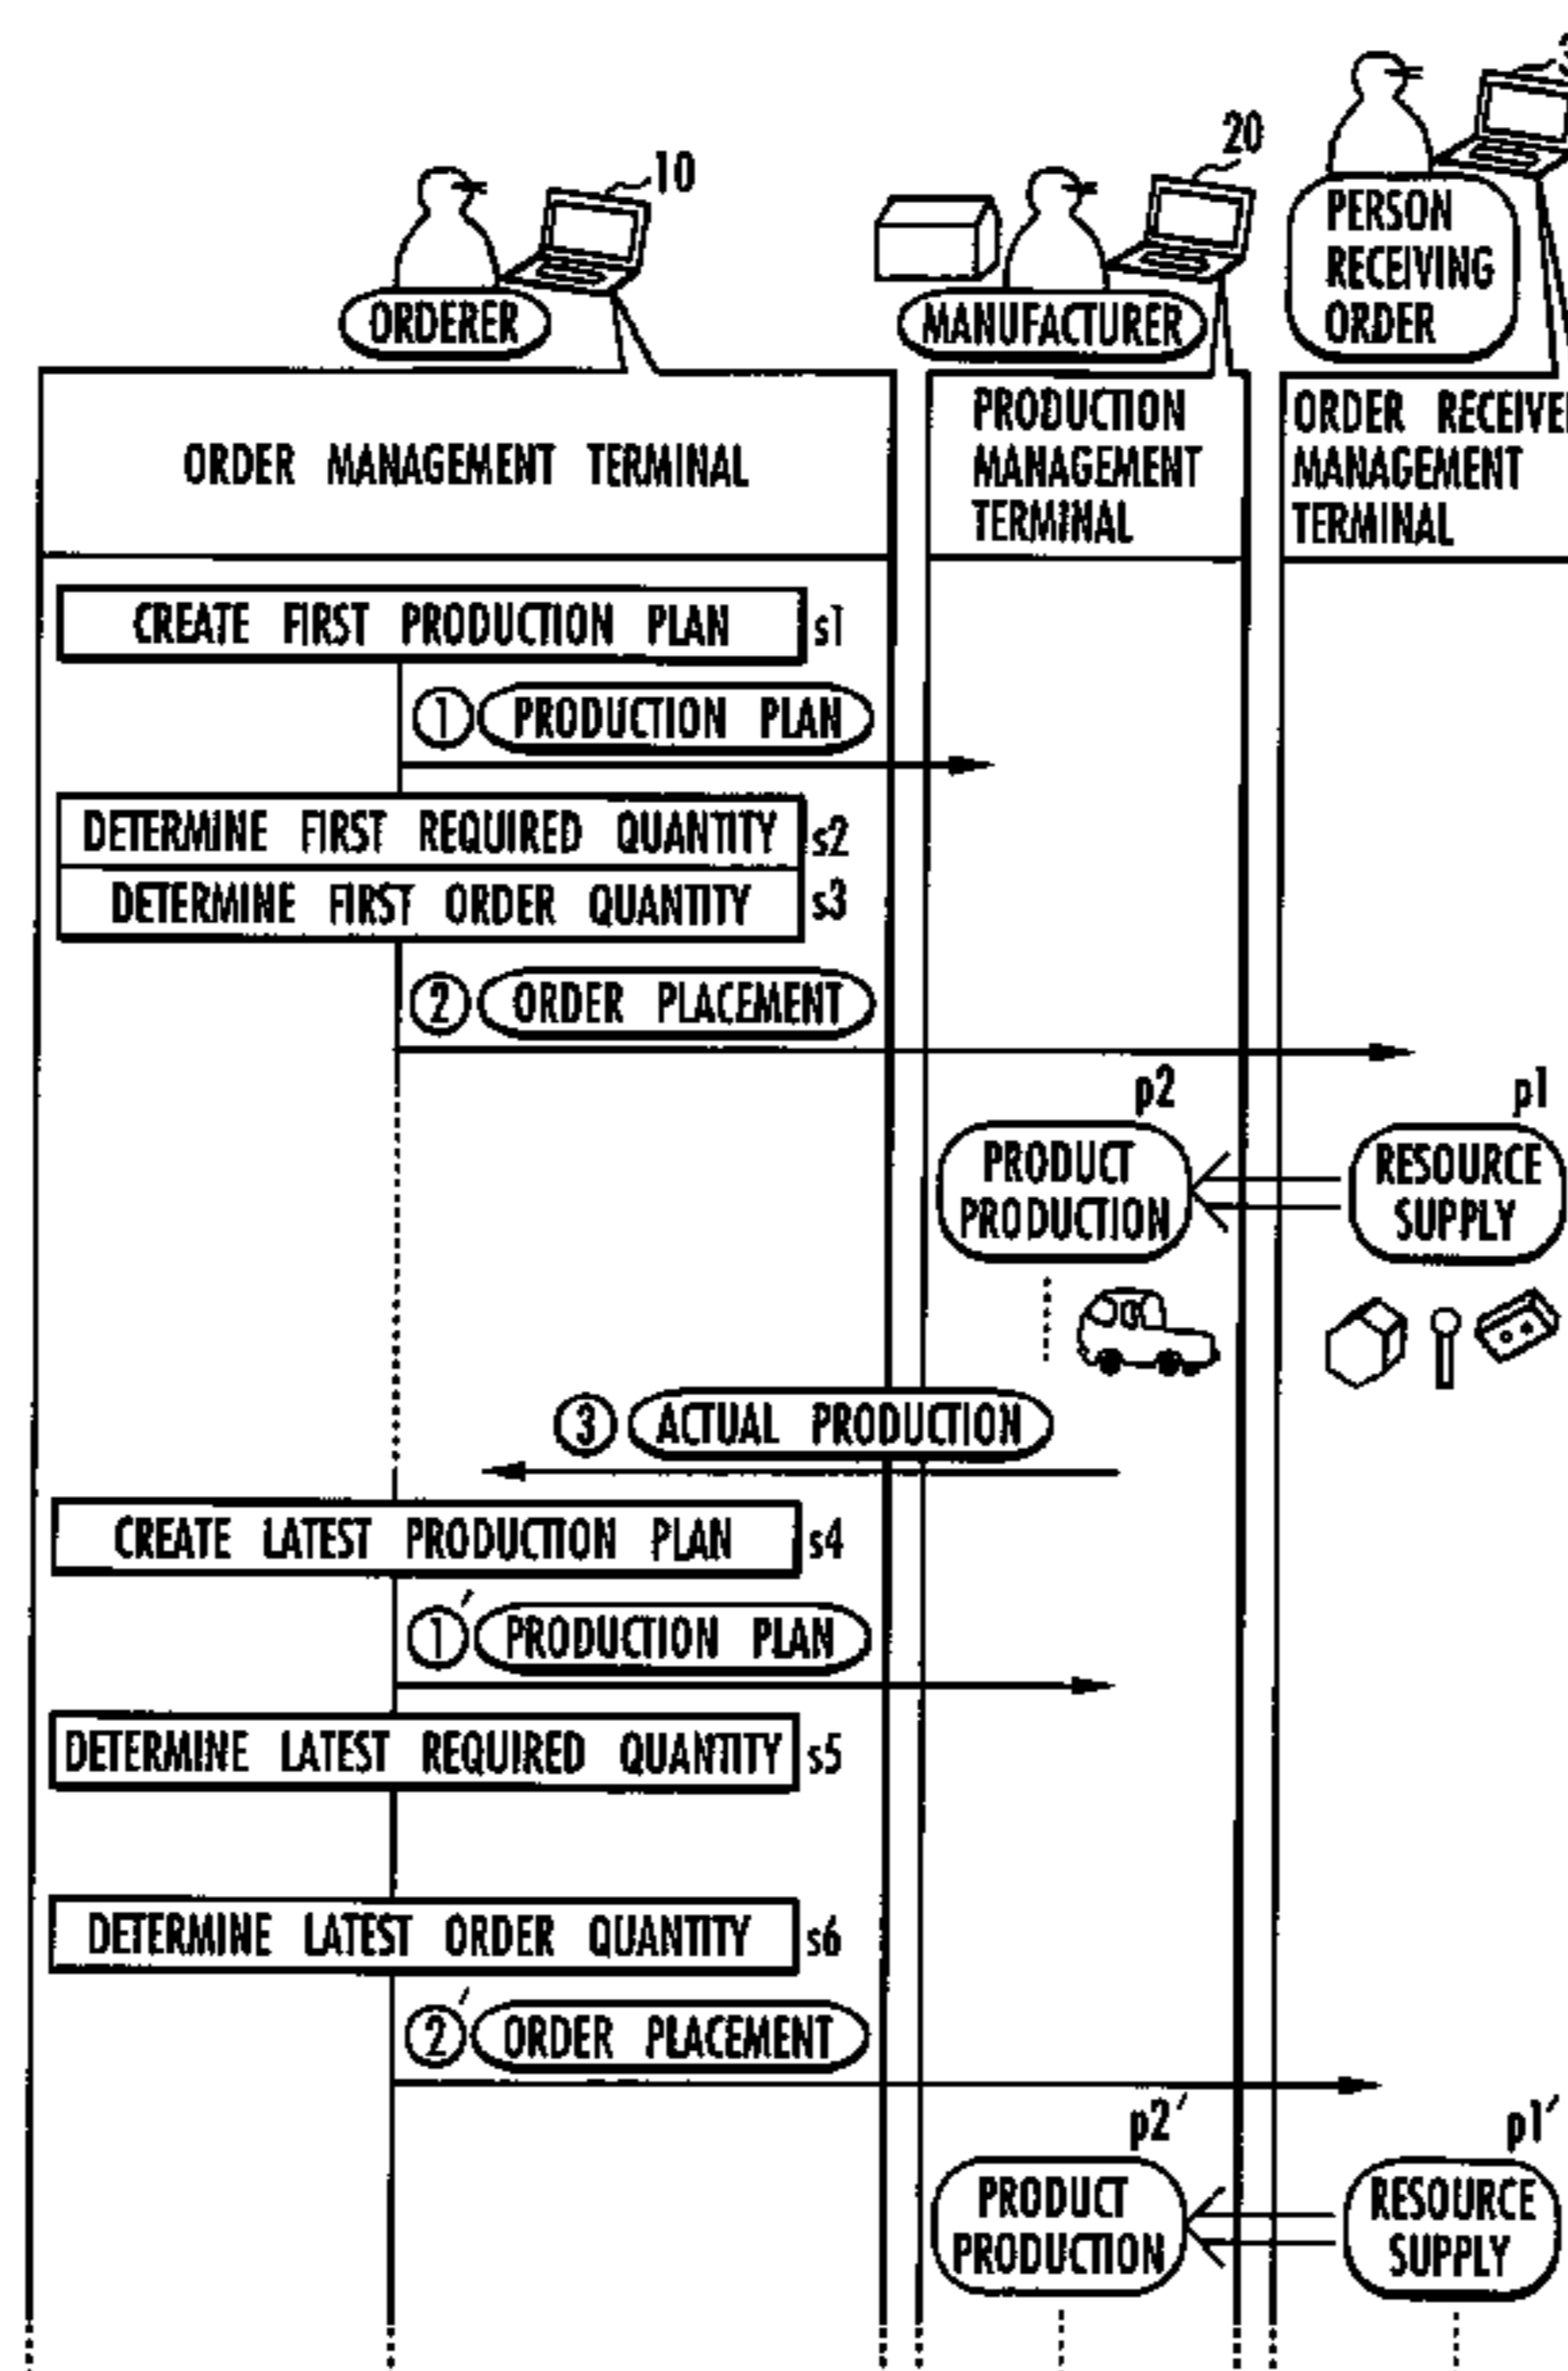 10
20
ORDERER
MANUFACTURER
PERSON
RECEIVING
ORDER
ORDER MANAGEMENT TERMINAL
PRODUCTION
MANAGEMENT
TERMINAL
ORDER RECEIVE
MANAGEMENT
TERMINAL
CREATE FIRST PRODUCTION PLAN s1
① PRODUCTION PLAN
DETERMINE FIRST REQUIRED QUANTITY s2
DETERMINE FIRST ORDER QUANTITY s3
② ORDER PLACEMENT
p2
p1
PRODUCT
PRODUCTION
RESOURCE
SUPPLY
③ ACTUAL PRODUCTION
CREATE LATEST PRODUCTION PLAN s4
①′ PRODUCTION PLAN
DETERMINE LATEST REQUIRED QUANTITY s5
DETERMINE LATEST ORDER QUANTITY s6
②′ ORDER PLACEMENT
p2′
p1′
PRODUCT
PRODUCTION
RESOURCE
SUPPLY